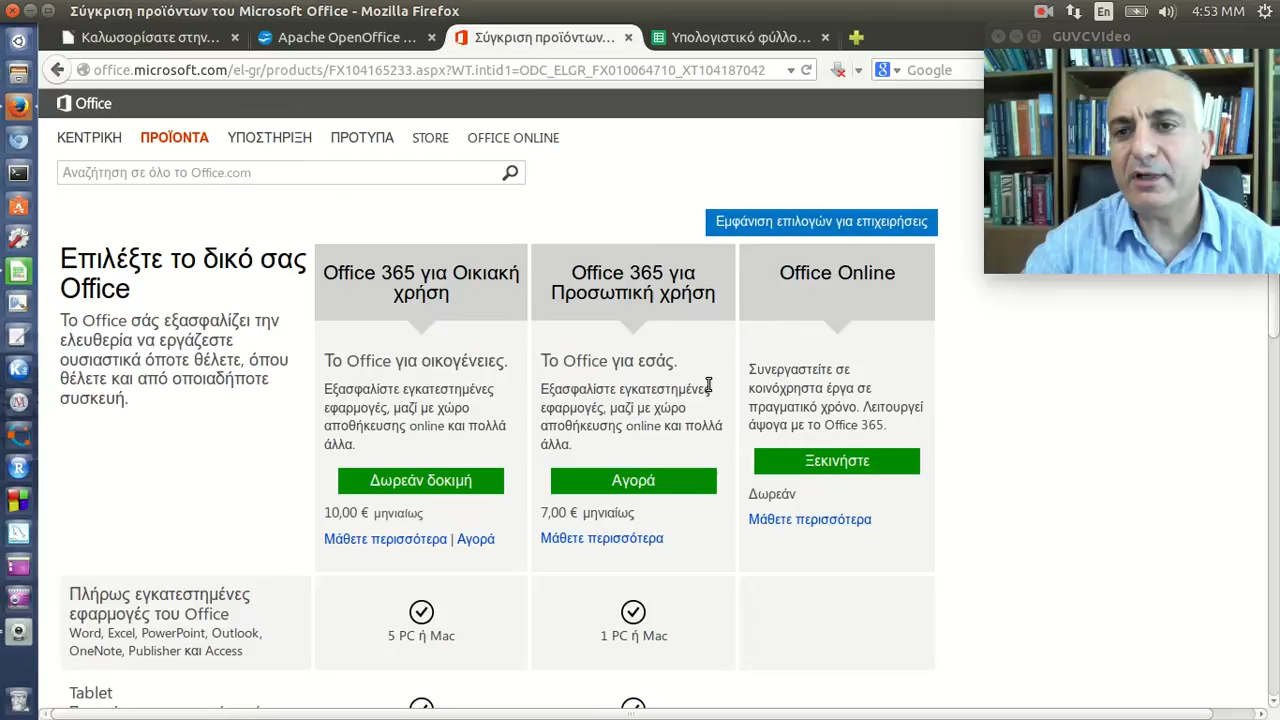 Σύγκριση προϊόντων του Microsoft Office - Mozilla Firefox
En
4:53 MM
Καλωσορίσατε στην...
Apache OpenOffice ...
Σύγκριση προϊόντων...
Υπολογιστικό φύλλο...
GUVCVIdeo
office.microsoft.com/el-gr/products/FX104165233.aspx?WT.intid1=ODC_ELGR_FX010064710_XT104187042
Google
Office
ΚΕΝΤΡΙΚΗ ΠΡΟΪΟΝΤΑ ΥΠΟΣΤΗΡΙΞΗ ΠΡΟΤΥΠΑ STORE OFFICE ONLINE
Αναζήτηση σε όλο το Office.com
Εμφάνιση επιλογών για επιχειρήσεις
Επιλέξτε το δικό σας
Office
Το Office σάς εξασφαλίζει την
ελευθερία να εργάζεστε
ουσιαστικά όποτε θέλετε, όπου
θέλετε και από οποιαδήποτε
συσκευή.
Office 365 για Οικιακή
χρήση
Το Office για οικογένειες.
Εξασφαλίστε εγκατεστημένες
εφαρμογές, μαζί με χώρο
αποθήκευσης online και πολλά
άλλα.
Δωρεάν δοκιμή
10,00 € μηνιαίως
Μάθετε περισσότερα | Αγορά
Office 365 για
Προσωπική χρήση
Το Office για εσάς.
Εξασφαλίστε εγκατεστημένες
εφαρμογές, μαζί με χώρο
αποθήκευσης online και πολλά
άλλα.
Αγορά
7,00 € μηνιαίως
Μάθετε περισσότερα
Office Online
Συνεργαστείτε σε
κοινόχρηστα έργα σε
πραγματικό χρόνο. Λειτουργεί
άψογα με το Office 365.
Ξεκινήστε
Δωρεάν
Μάθετε περισσότερα
Πλήρως εγκατεστημένες
εφαρμογές του Office
Word, Excel, PowerPoint, Outlook,
OneNote, Publisher και Access
5 PC ή Mac
1 PC ή Mac
Tablet